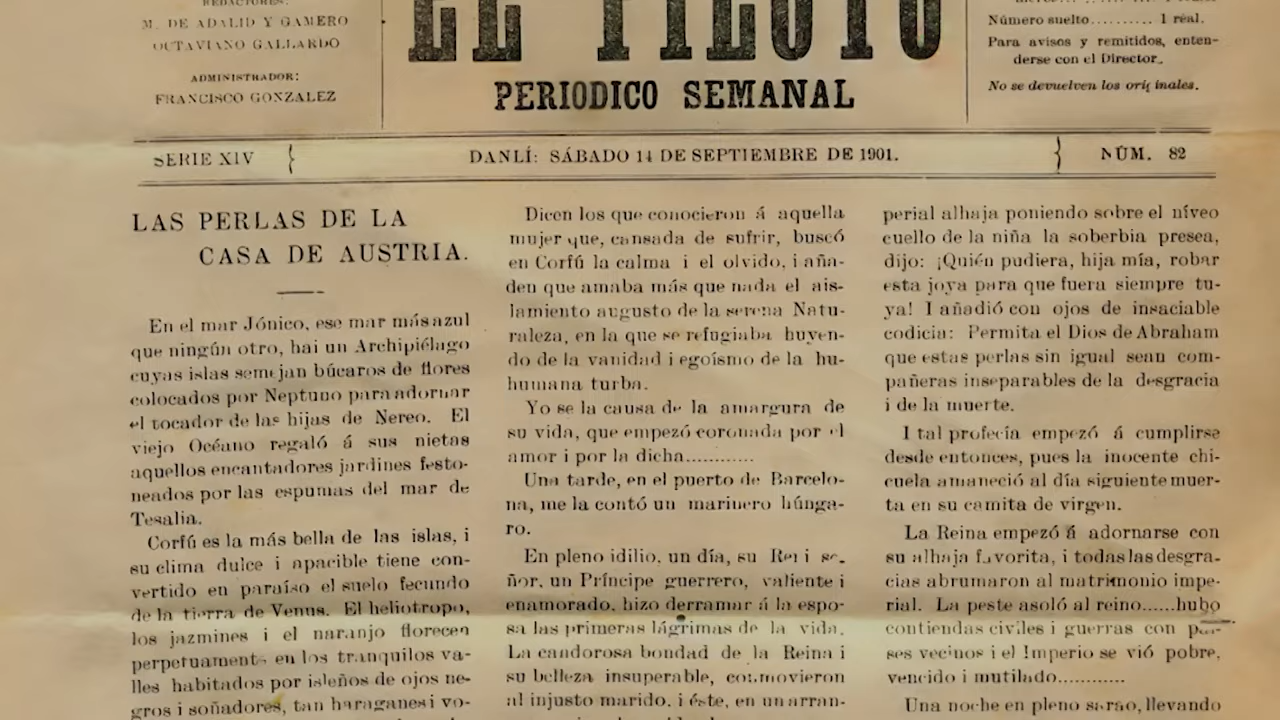 REDACTORES:
M. DE ADALID Y GAMERO
OCTAVIANO GALLARDO
ADMINISTRADOR:
FRANCISCO GONZALEZ
EL PILOTO
PERIODICO SEMANAL
Número suelto.......... 1 real.
Para avisos y remitidos, enten-
derse con el Director.
No se devuelven los originales.
SERIE XIV
DANLÍ: SÁBADO 14 DE SEPTIEMBRE DE 1901.
NÚM. 82
LAS PERLAS DE LA
CASA DE AUSTRIA.
En el mar Jónico, ese mar más azul
que ningún otro, hai un Archipiélago
cuyas islas semejan búcaros de flores
colocados por Neptuno para adornar
el tocador de las hijas de Nereo. El
viejo Océano regaló á sus nietas
aquellos encantadores jardines festo-
neados por las espumas del mar de
Tesalia.
Corfú es la más bella de las islas, i
su clima dulce i apacible tiene con-
vertido en paraíso el suelo fecundo
de la tierra de Venus. El heliotropo,
los jazmines i el naranjo florecen
perpetuamente en los tranquilos va-
lles habitados por isleños de ojos ne-
gros i soñadores, tan haraganes i vo-
Dicen los que conocieron á aquella
mujer que, cansada de sufrir, buscó
en Corfú la calma i el olvido, i aña-
den que amaba más que nada el ais-
lamiento augusto de la serena Natu-
raleza, en la que se refugiaba huyen-
do de la vanidad i egoísmo de la hu-
humana turba.
Yo se la causa de la amargura de
su vida, que empezó coronada por el
amor i por la dicha............
Una tarde, en el puerto de Barcelo-
na, me la contó un marinero húnga-
ro.
En pleno idilio, un día, su Rei i se-
ñor, un Príncipe guerrero, valiente i
enamorado, hizo derramar á la espo-
sa las primeras lágrimas de la vida.
La candorosa bondad de la Reina i
su belleza insuperable, conmovieron
al injusto marido, i éste, en un arran-
perial alhaja poniendo sobre el níveo
cuello de la niña la soberbia presea,
dijo: ¡Quién pudiera, hija mía, robar
esta joya para que fuera siempre tu-
ya! I añadió con ojos de insaciable
codicia: Permita el Dios de Abraham
que estas perlas sin igual sean com-
pañeras inseparables de la desgracia
i de la muerte.
I tal profecía empezó á cumplirse
desde entonces, pues la inocente chi-
cuela amaneció al día siguiente muer-
ta en su camita de virgen.
La Reina empezó á adornarse con
su alhaja favorita, i todas las desgra-
cias abrumaron al matrimonio impe-
rial. La peste asoló al reino......hubo
contiendas civiles i guerras con
ses vecinos i el Imperio se vió pobre,
vencido i mutilado............
Una noche en pleno sarao, llevando